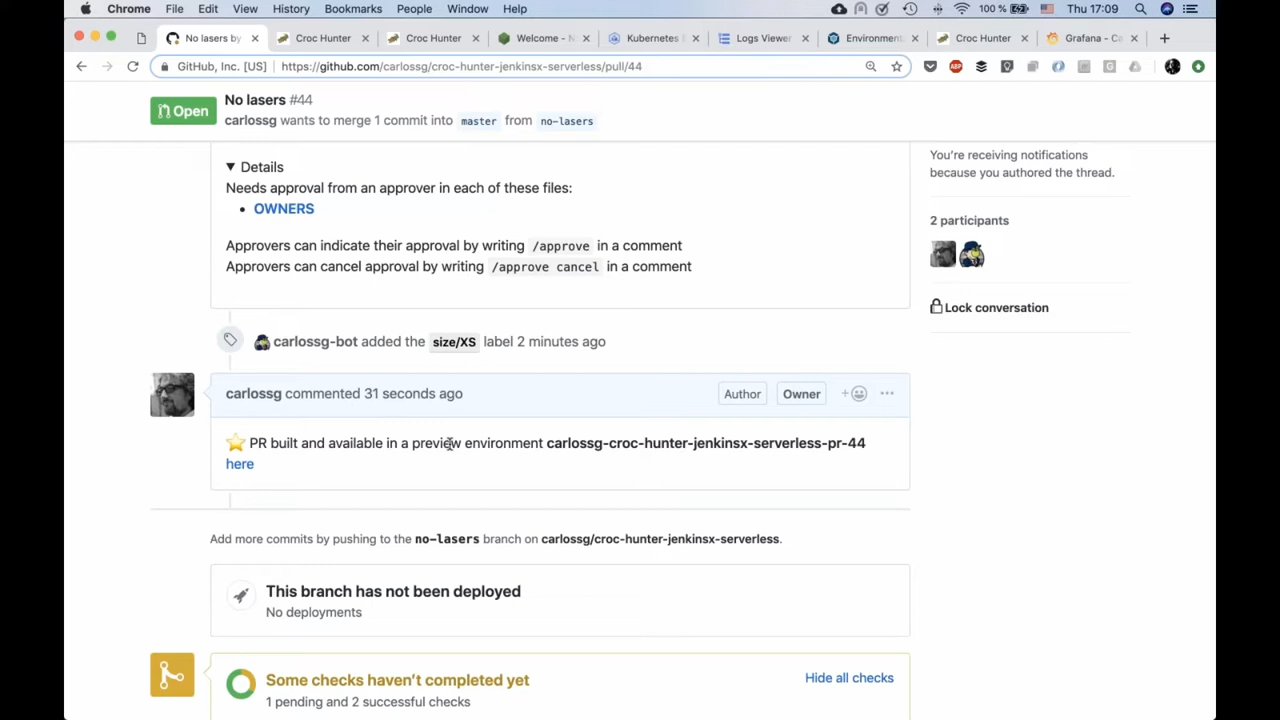 Chrome File Edit View History Bookmarks People Window Help 100 % Thu 17:09
No lasers by Croc Hunter Croc Hunter Welcome - N Kubernetes E Logs Viewer Environment Croc Hunter Grafana - Ca
GitHub, Inc. [US] https://github.com/carlossg/croc-hunter-jenkinsx-serverless/pull/44
Open
No lasers #44
carlossg wants to merge 1 commit into master from no-lasers
Details
Needs approval from an approver in each of these files:
• OWNERS
Approvers can indicate their approval by writing /approve in a comment
Approvers can cancel approval by writing /approve cancel in a comment
carlossg-bot added the size/XS label 2 minutes ago
carlossg commented 31 seconds ago Author Owner
PR built and available in a preview environment carlossg-croc-hunter-jenkinsx-serverless-pr-44
here
Add more commits by pushing to the no-lasers branch on carlossg/croc-hunter-jenkinsx-serverless.
This branch has not been deployed
No deployments
Some checks haven't completed yet Hide all checks
1 pending and 2 successful checks
You're receiving notifications
because you authored the thread.
2 participants
Lock conversation